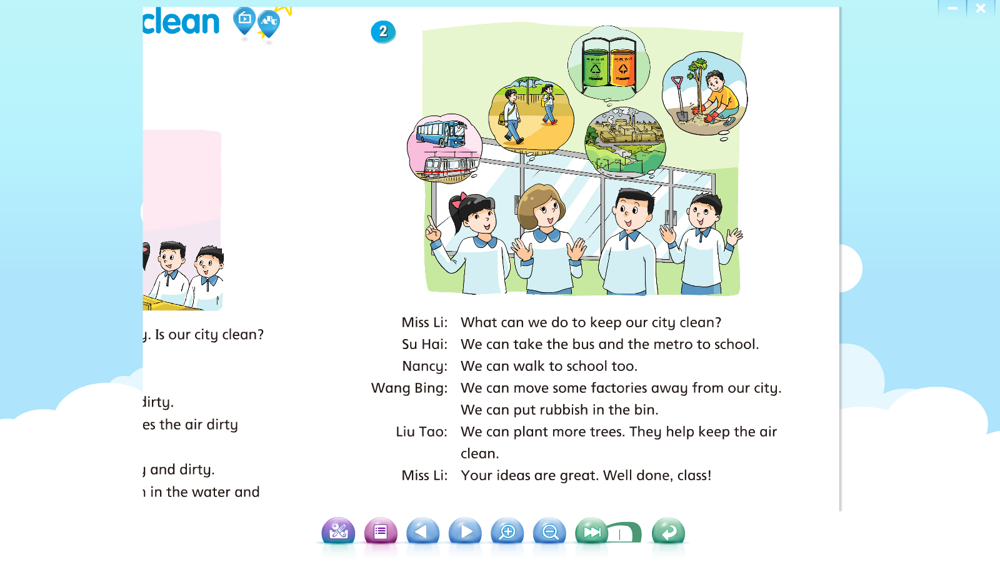 clean
ABC
y. Is our city clean?
dirty.
es the air dirty
y and dirty.
n in the water and
2
Miss Li: What can we do to keep our city clean?
Su Hai: We can take the bus and the metro to school.
Nancy: We can walk to school too.
Wang Bing: We can move some factories away from our city.
We can put rubbish in the bin.
Liu Tao: We can plant more trees. They help keep the air
clean.
Miss Li: Your ideas are great. Well done, class!